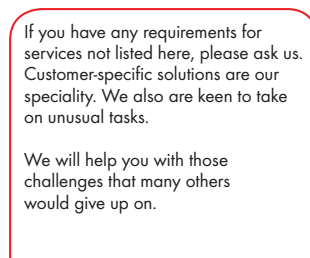 If you have any requirements for
services not listed here, please ask us.
Customer-specific solutions are our
speciality. We also are keen to take
on unusual tasks.
We will help you with those
challenges that many others
would give up on.